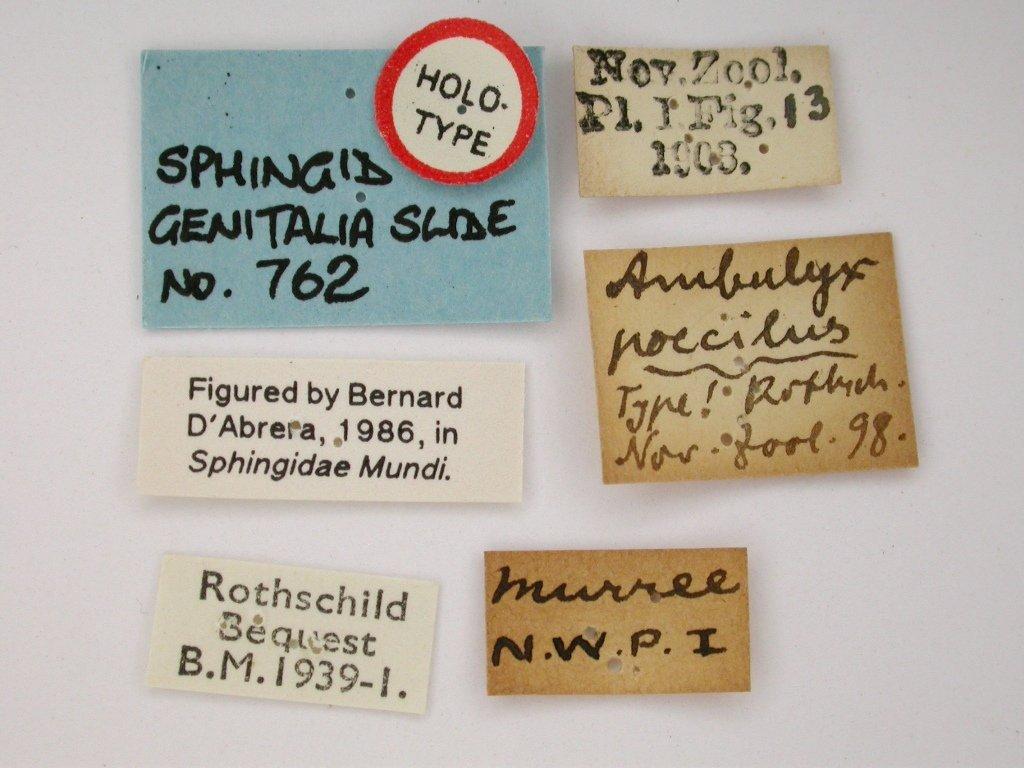 HOLO-
TYPE
SPHINGID
GENITALIA SLIDE
NO. 762
Nov. Zool.
Pl. 1 Fig. 13
1903.
Ambulyx
poecilus
Type! Rothsch.
Nov. Zool. 98.
Figured by Bernard
D'Abrera, 1986, in
Sphingidae Mundi.
Rothschild
Bequest
B.M.1939-1.
Murree
N.W.P.I